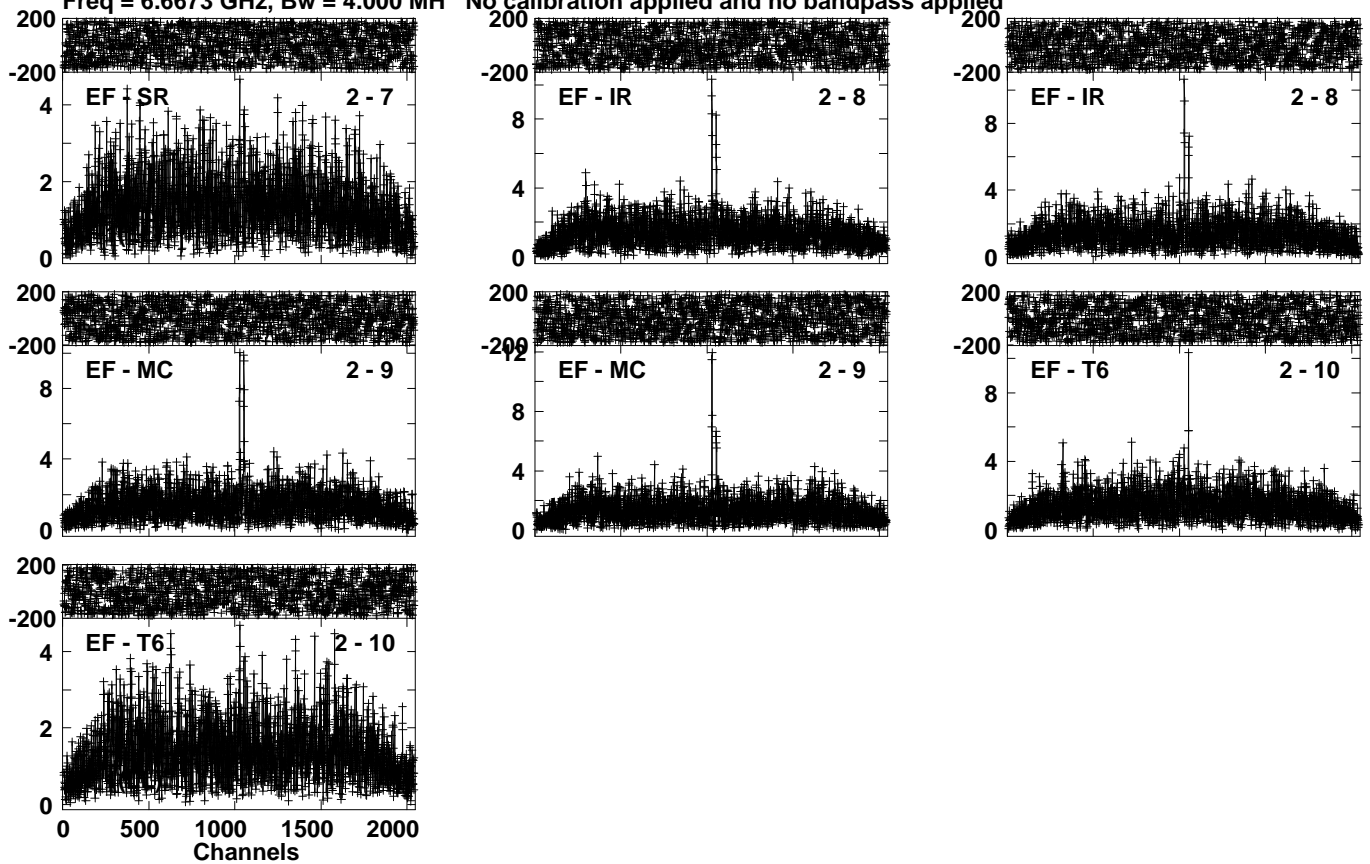 Freq = 6.6673 GHz, Bw = 4.000 MH No calibration applied and no bandpass applied
200 200 200
-200 -200 -200
EF - SR 2 - 7 EF - IR 2 - 8 EF - IR 2 - 8
4 8 8
2 4 4
0 0 0
200 200 200
-200 -200 -200
12
EF - MC 2 - 9 EF - MC 2 - 9 EF - T6 2 - 10
8 8 8
4 4 4
0 0 0
200
-200
EF - T6 2 - 10
4
2
0
0 500 1000 1500 2000
Channels